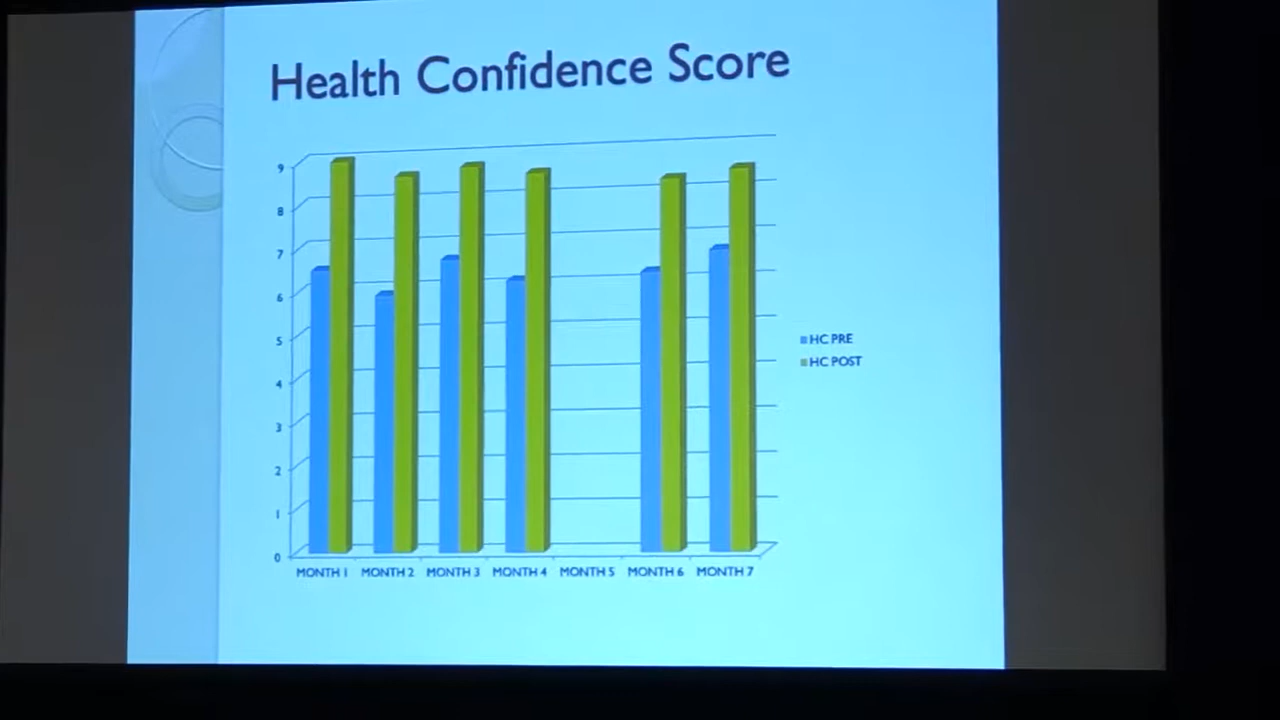 Health Confidence Score
9
8
7
6
5
4
3
2
1
0
MONTH 1 MONTH 2 MONTH 3 MONTH 4 MONTH 5 MONTH 6 MONTH 7
HC PRE
HC POST